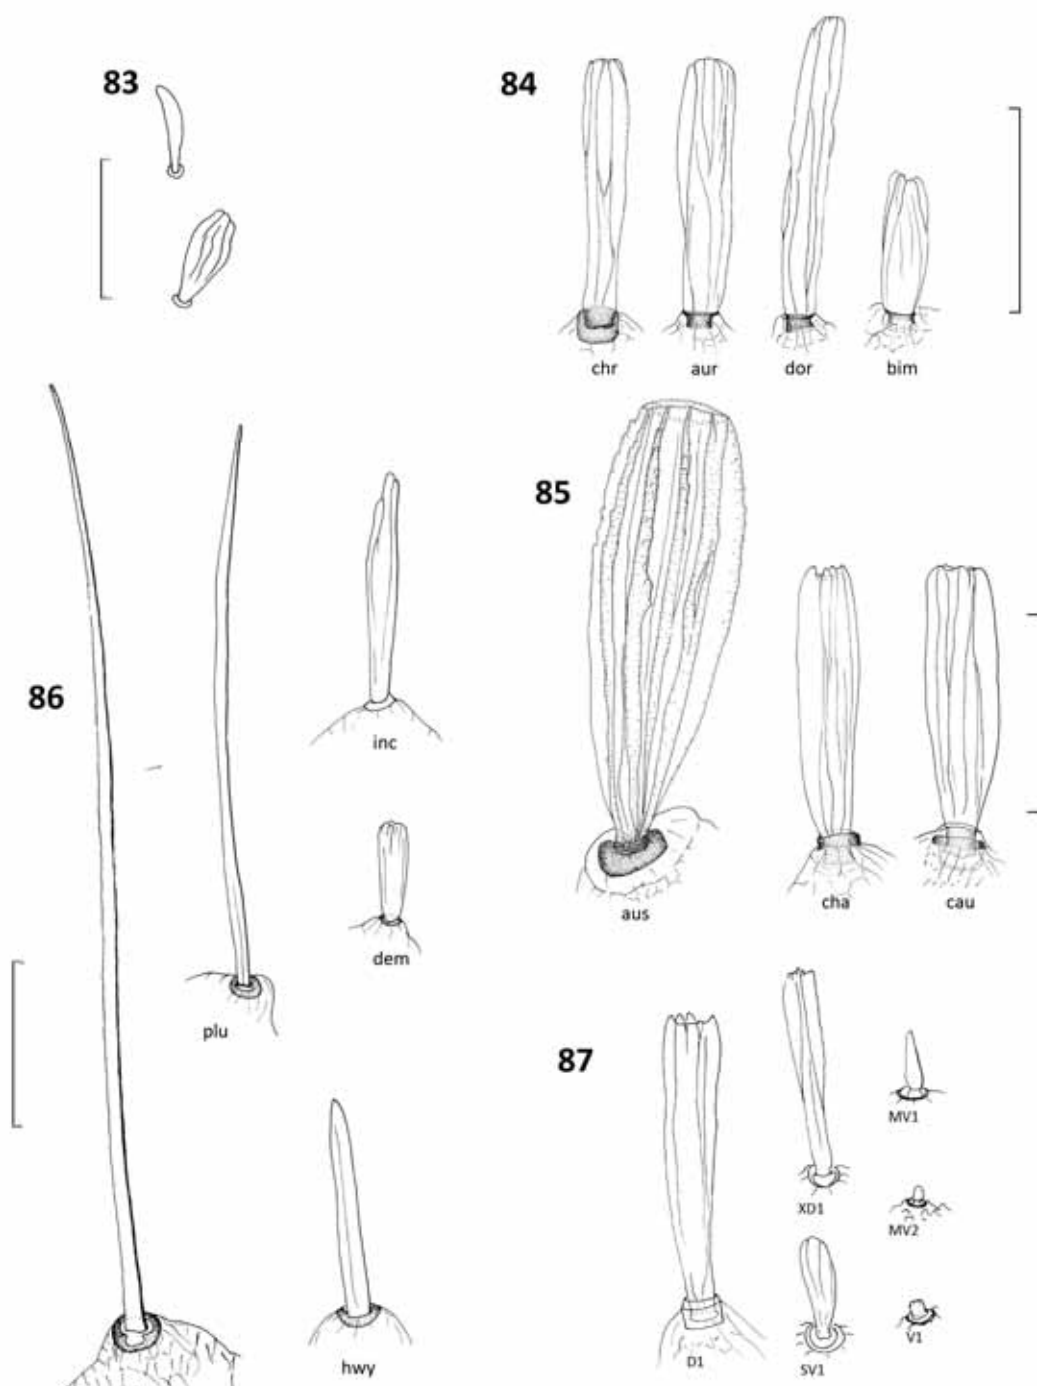 83
84
chr
aur
dor
bim
85
aus
cha
cau
86
inc
dem
plu
hwy
87
D1
XD1
SV1
MV1
MV2
V1